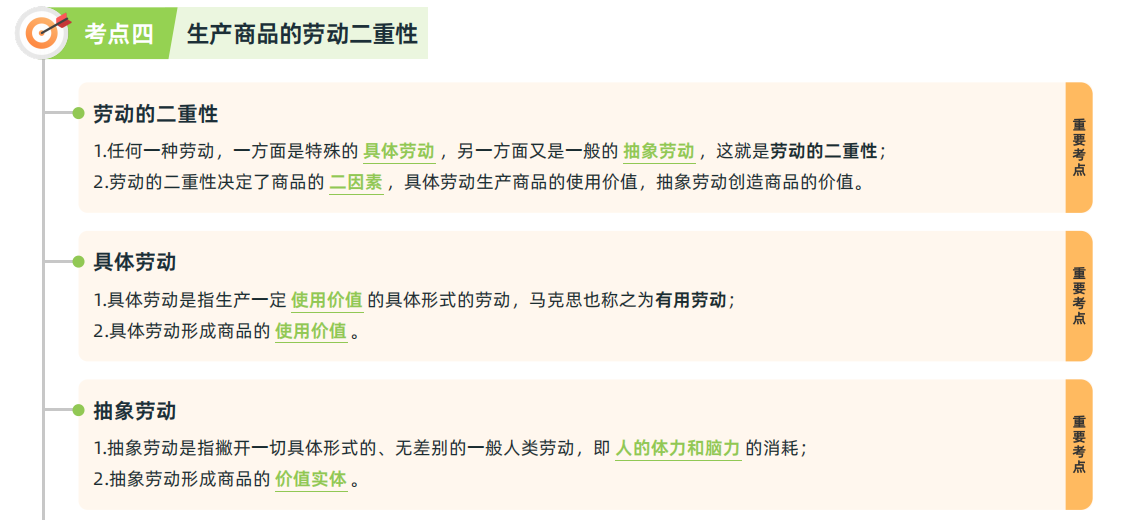 考点四
生产商品的劳动二重性
劳动的二重性
1.任何一种劳动，一方面是特殊的 具体劳动 ，另一方面又是一般的 抽象劳动 ，这就是劳动的二重性；
2.劳动的二重性决定了商品的 二因素 ，具体劳动生产商品的使用价值，抽象劳动创造商品的价值。
重要考点
具体劳动
1.具体劳动是指生产一定 使用价值 的具体形式的劳动，马克思也称之为有用劳动；
2.具体劳动形成商品的 使用价值 。
重要考点
抽象劳动
1.抽象劳动是指撇开一切具体形式的、无差别的一般人类劳动，即 人的体力和脑力 的消耗；
2.抽象劳动形成商品的 价值实体 。
重要考点